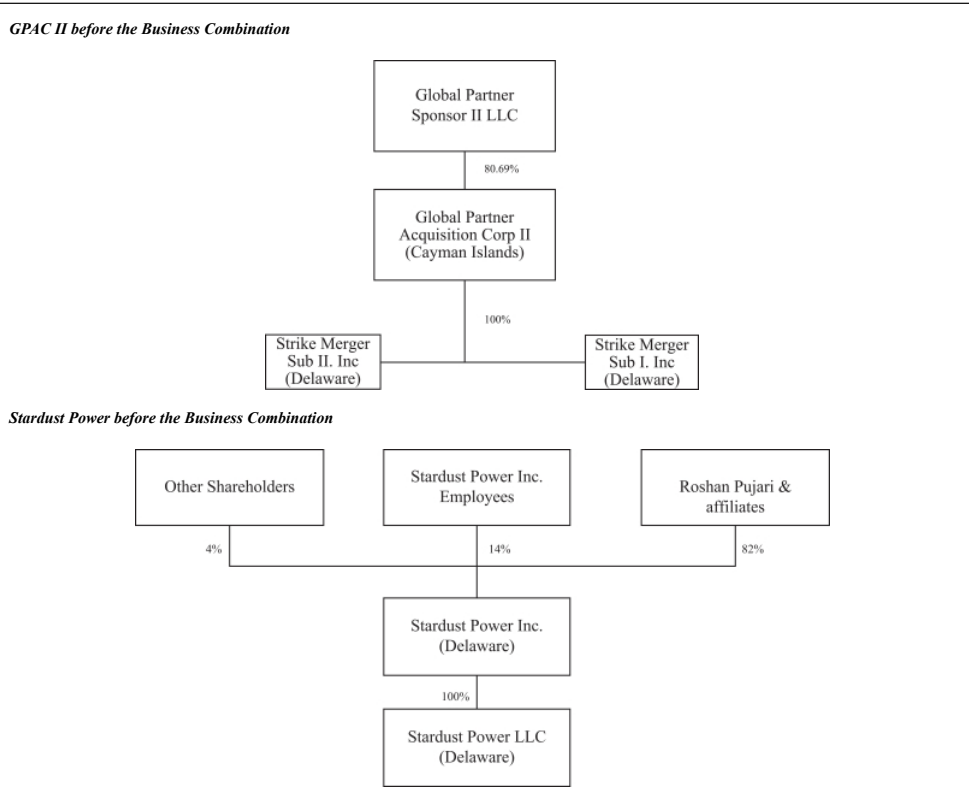 GPAC II before the Business Combination
Global Partner
Sponsor II LLC
80.69%
Global Partner
Acquisition Corp II
(Cayman Islands)
100%
Strike Merger
Sub II. Inc
(Delaware)
Strike Merger
Sub I. Inc
(Delaware)
Stardust Power before the Business Combination
Other Shareholders
Stardust Power Inc.
Employees
Roshan Pujari &
affiliates
4%
14%
82%
Stardust Power Inc.
(Delaware)
100%
Stardust Power LLC
(Delaware)